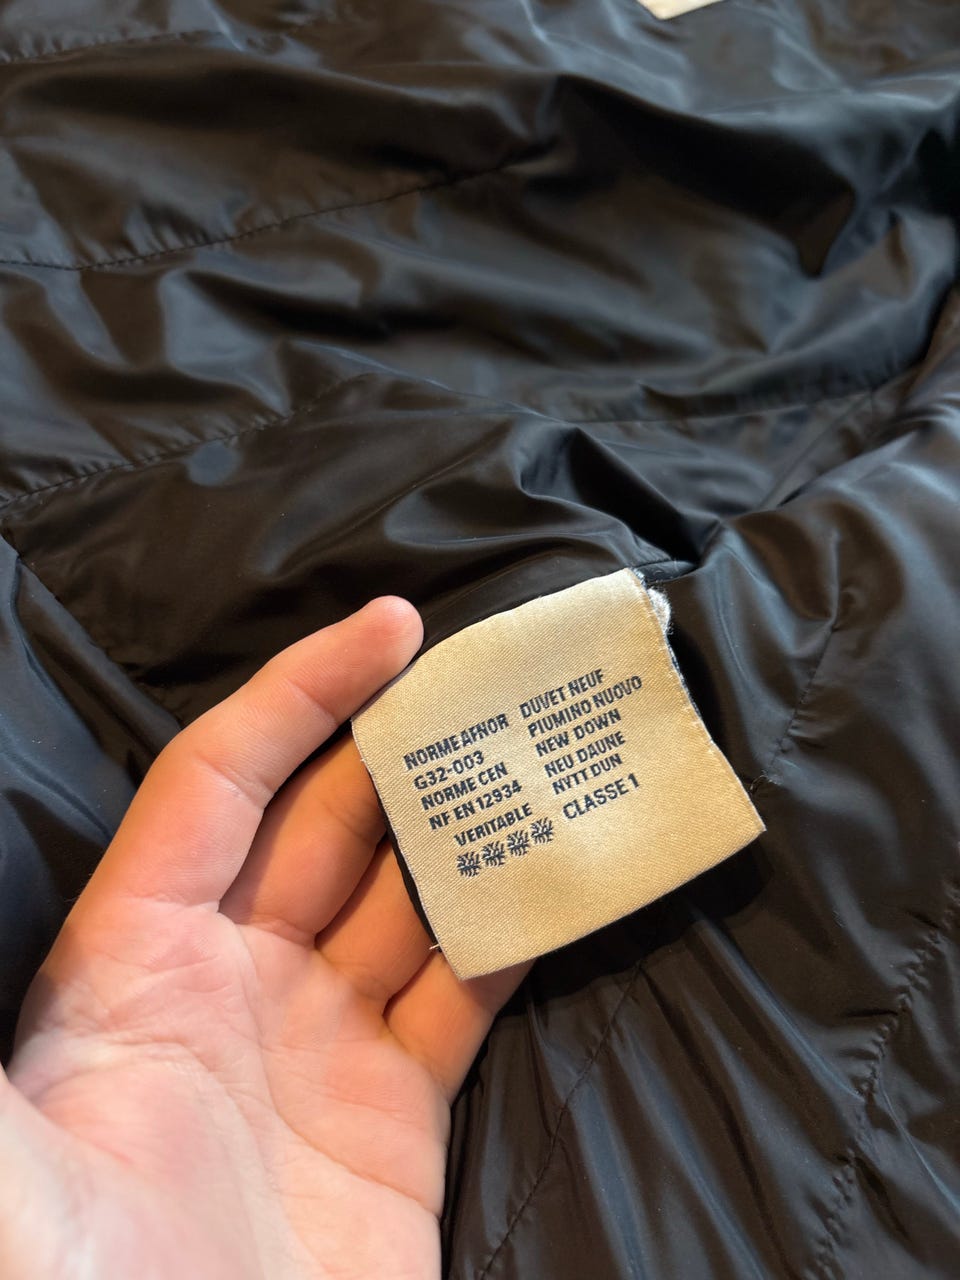 NORME AFNOR
G32-003
NORME CEN
NF EN 12934
VERITABLE
DUVET NEUF
PIUMINO NUOVO
NEW DOWN
NEU DAUNE
NYTT DUN
CLASSE 1